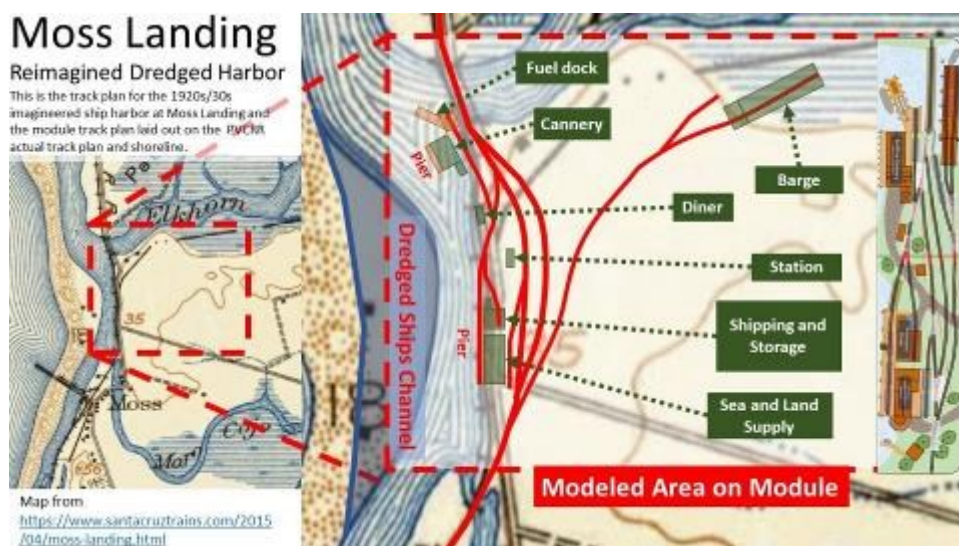 Moss Landing
Reimagined Dredged Harbor
This is the track plan for the 1920s/30s
imagineered ship harbor at Moss Landing and
the module track plan laid out on the PVCRR
actual track plan and shoreline.
Elkhorn
35
Moss
Cojo
Map from
https://www.santacruztrains.com/2015
/04/moss-landing.html
Fuel dock
Cannery
Pier
Barge
Diner
Station
Dredged Ships Channel
Pier
Shipping and
Storage
Sea and Land
Supply
Modeled Area on Module